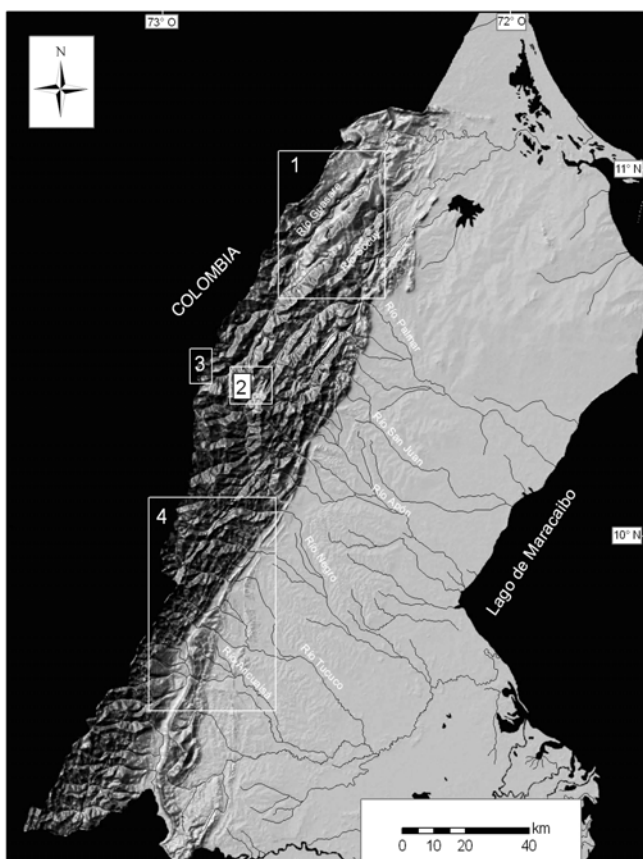 73° O
72° O
N
11° N
1
Río Guasare
Río Socuy
COLOMBIA
Río Palmar
3
2
Río San Juan
Río Apón
4
10° N
Lago de Maracaibo
Río Negro
Río Tucuco
km
0 10 20 40